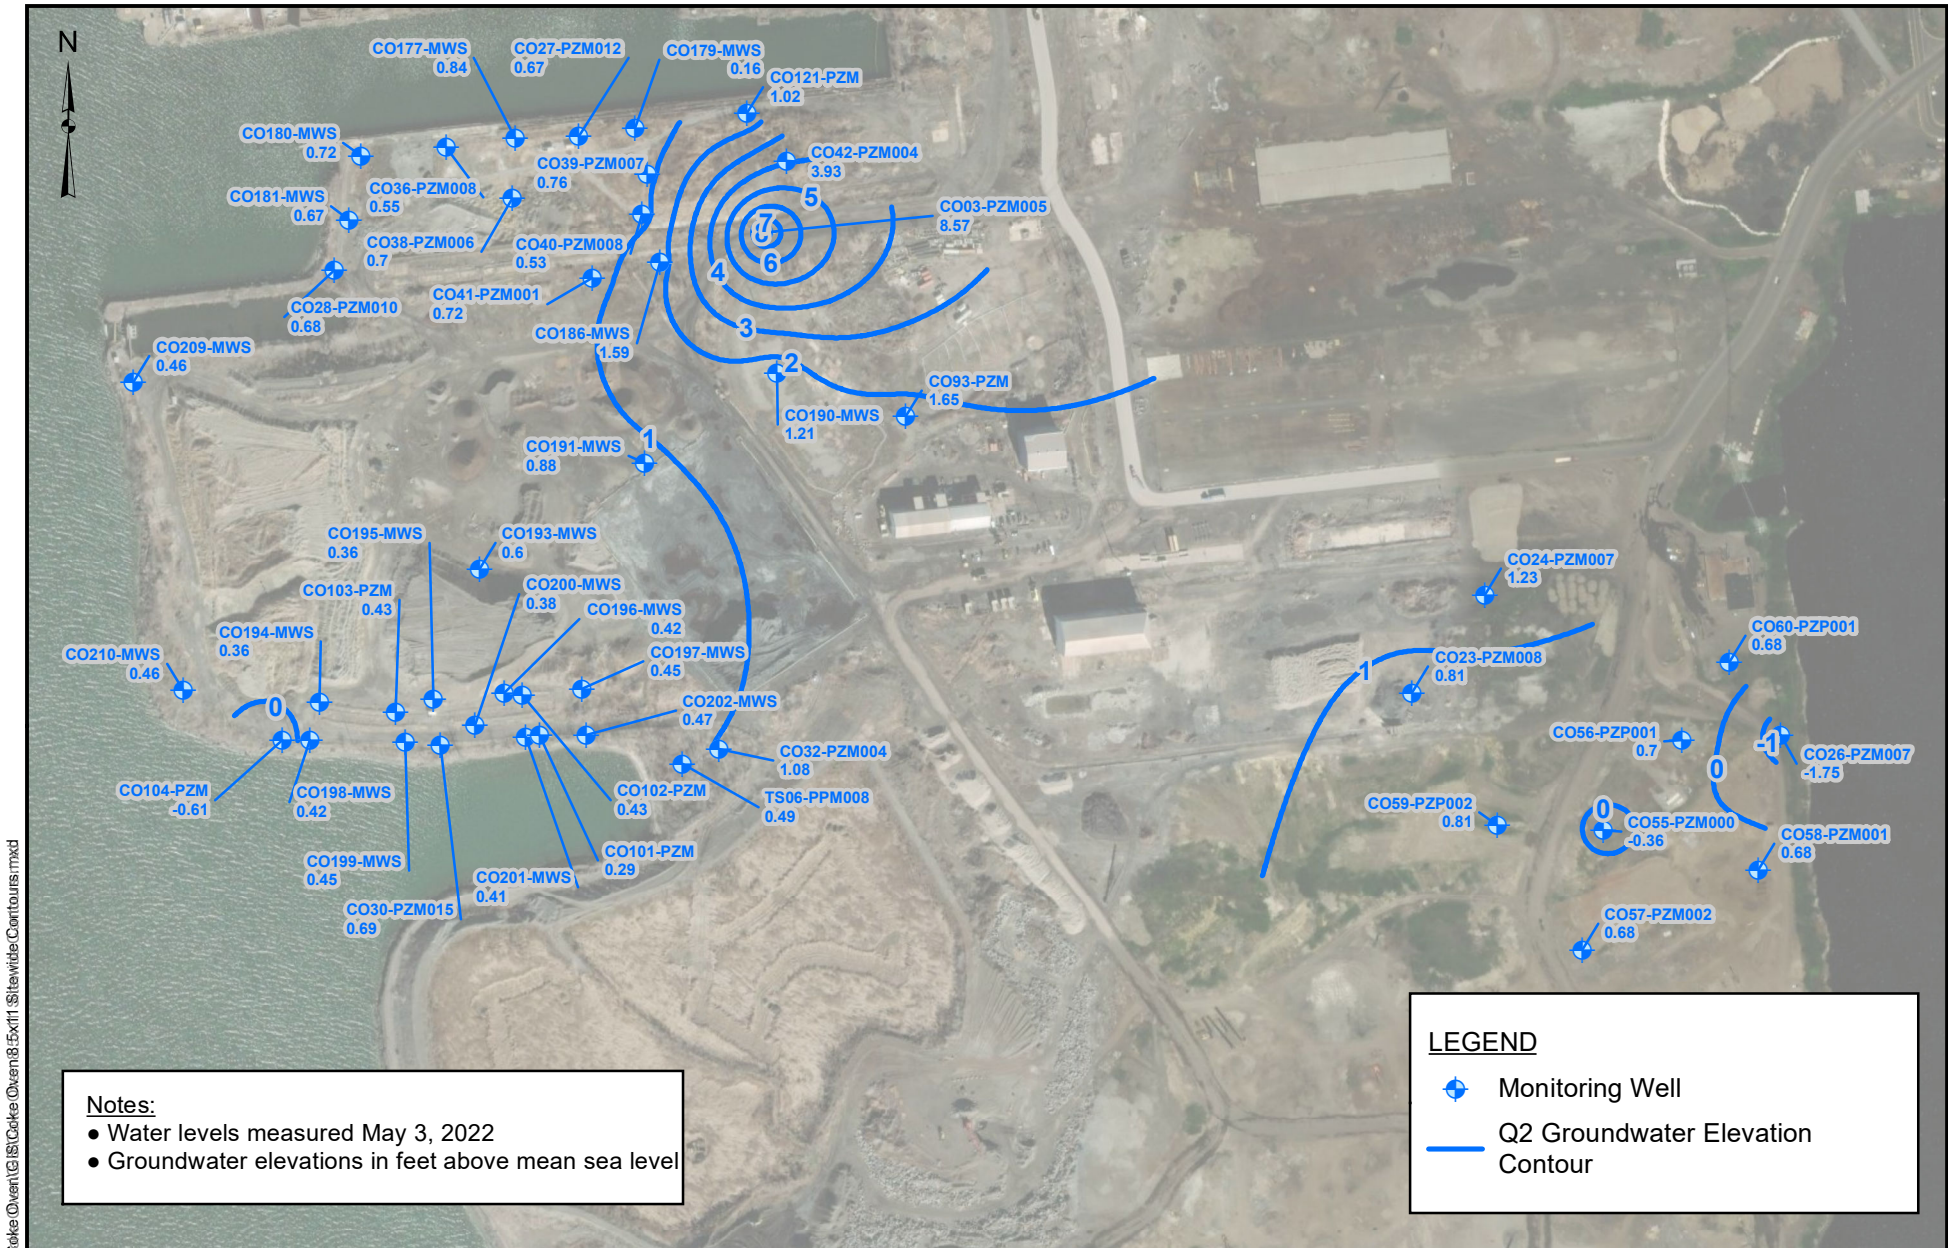 N
CO177-MWS
0.84
CO27-PZM012
0.67
CO179-MWS
0.16
CO121-PZM
1.02
CO180-MWS
0.72
CO39-PZM007
0.76
CO42-PZM004
3.93
CO36-PZM008
0.55
CO181-MWS
0.67
5
CO03-PZM005
8.57
7
8
6
4
CO38-PZM006
0.7
CO40-PZM008
0.53
CO41-PZM001
0.72
CO28-PZM010
0.68
3
CO186-MWS
1.59
CO209-MWS
0.46
2
CO93-PZM
1.65
CO190-MWS
1.21
1
CO191-MWS
0.88
CO195-MWS
0.36
CO193-MWS
0.6
CO24-PZM007
1.23
CO103-PZM
0.43
CO200-MWS
0.38
CO196-MWS
0.42
CO194-MWS
0.36
CO210-MWS
0.46
CO197-MWS
0.45
CO60-PZP001
0.68
1
CO23-PZM008
0.81
0
CO202-MWS
0.47
CO56-PZP001
0.7
-1
CO26-PZM007
-1.75
CO32-PZM004
1.08
0
CO104-PZM
-0.61
CO198-MWS
0.42
CO102-PZM
0.43
TS06-PPM008
0.49
CO59-PZP002
0.81
0
CO55-PZM000
-0.36
CO58-PZM001
0.68
CO199-MWS
0.45
CO101-PZM
0.29
CO201-MWS
0.41
CO30-PZM015
0.69
CO57-PZM002
0.68
LEGEND
Monitoring Well
Q2 Groundwater Elevation
Contour
Notes:
● Water levels measured May 3, 2022
● Groundwater elevations in feet above mean sea level
oke Oven\GIS\Coke Oven 8.5x11 Sitewide Contours.mxd